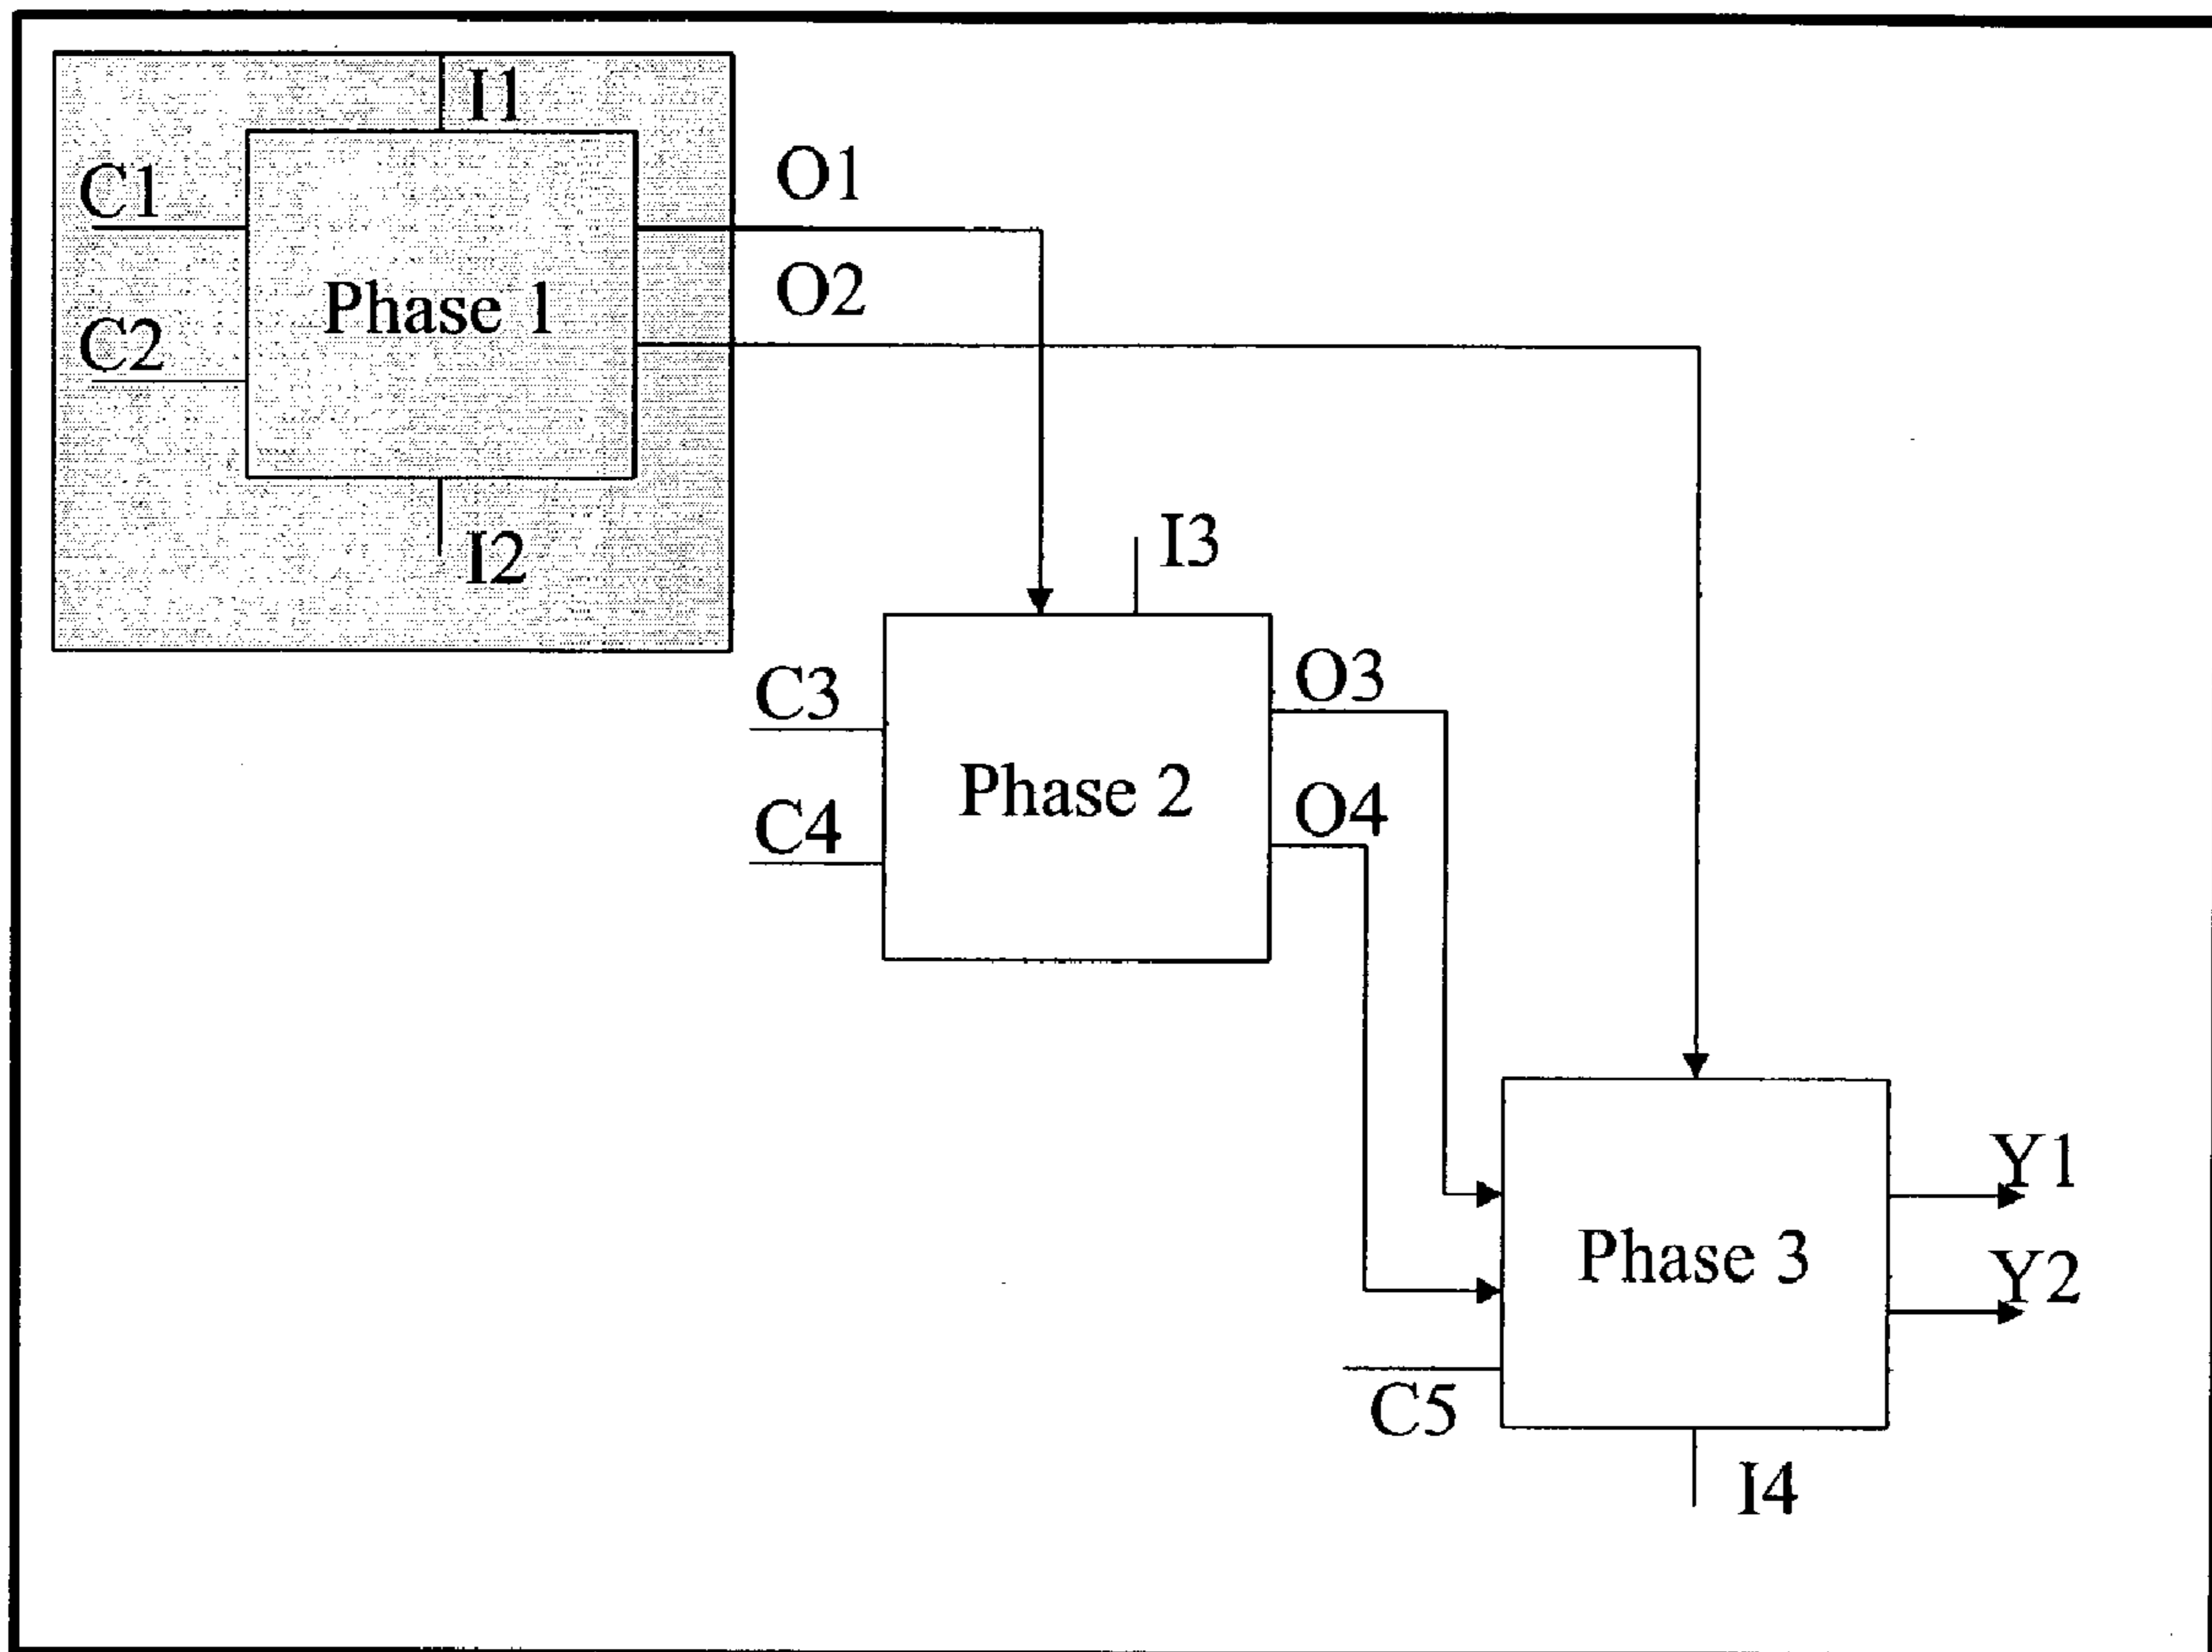 I1
C1
O1
Phase 1
O2
C2
I2
I3
C3
O3
Phase 2
O4
C4
Y1
Phase 3
Y2
C5
I4